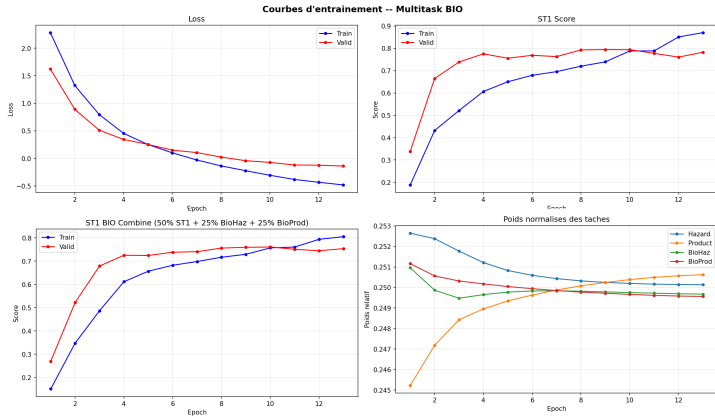 Courbes d'entrainement -- Multitask BIO
Loss
Train
Valid
2.0
1.5
1.0
0.5
0.0
−0.5
Loss
2 4 6 8 10 12
Epoch
ST1 Score
Train
Valid
0.9
0.8
0.7
0.6
0.5
0.4
0.3
0.2
Score
2 4 6 8 10 12
Epoch
ST1 BIO Combine (50% ST1 + 25% BioHaz + 25% BioProd)
Train
Valid
0.8
0.7
0.6
0.5
0.4
0.3
0.2
Score
2 4 6 8 10 12
Epoch
Poids normalises des taches
Hazard
Product
BioHaz
BioProd
0.253
0.252
0.251
0.250
0.249
0.248
0.247
0.246
0.245
Poids relatif
2 4 6 8 10 12
Epoch